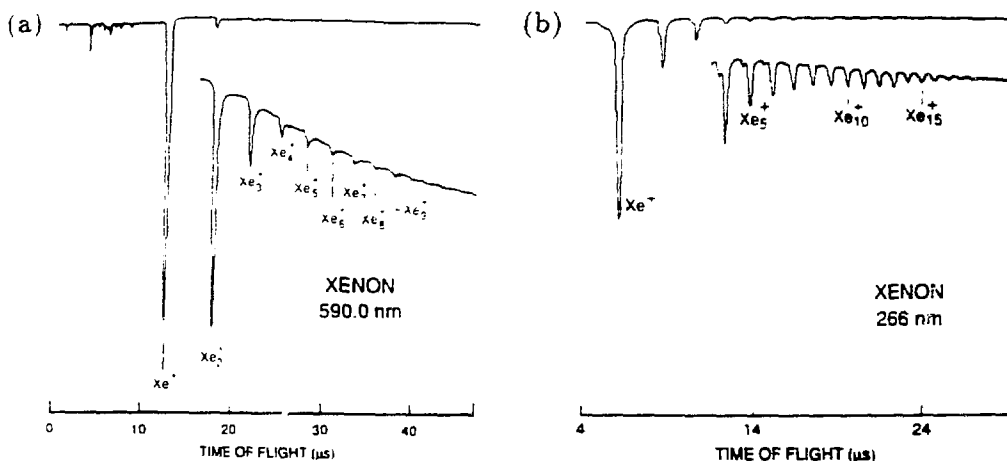 (a)
Xe₃⁺
Xe₄⁺
Xe₅⁺
Xe₆⁺
Xe₇⁺
Xe₈⁺
Xe₉⁺
Xe⁺
Xe₂⁺
XENON
590.0 nm
0 10 20 30 40
TIME OF FLIGHT (µs)
(b)
Xe⁺
Xe₅⁺
Xe₁₀⁺
Xe₁₅⁺
XENON
266 nm
4 14 24
TIME OF FLIGHT (µs)